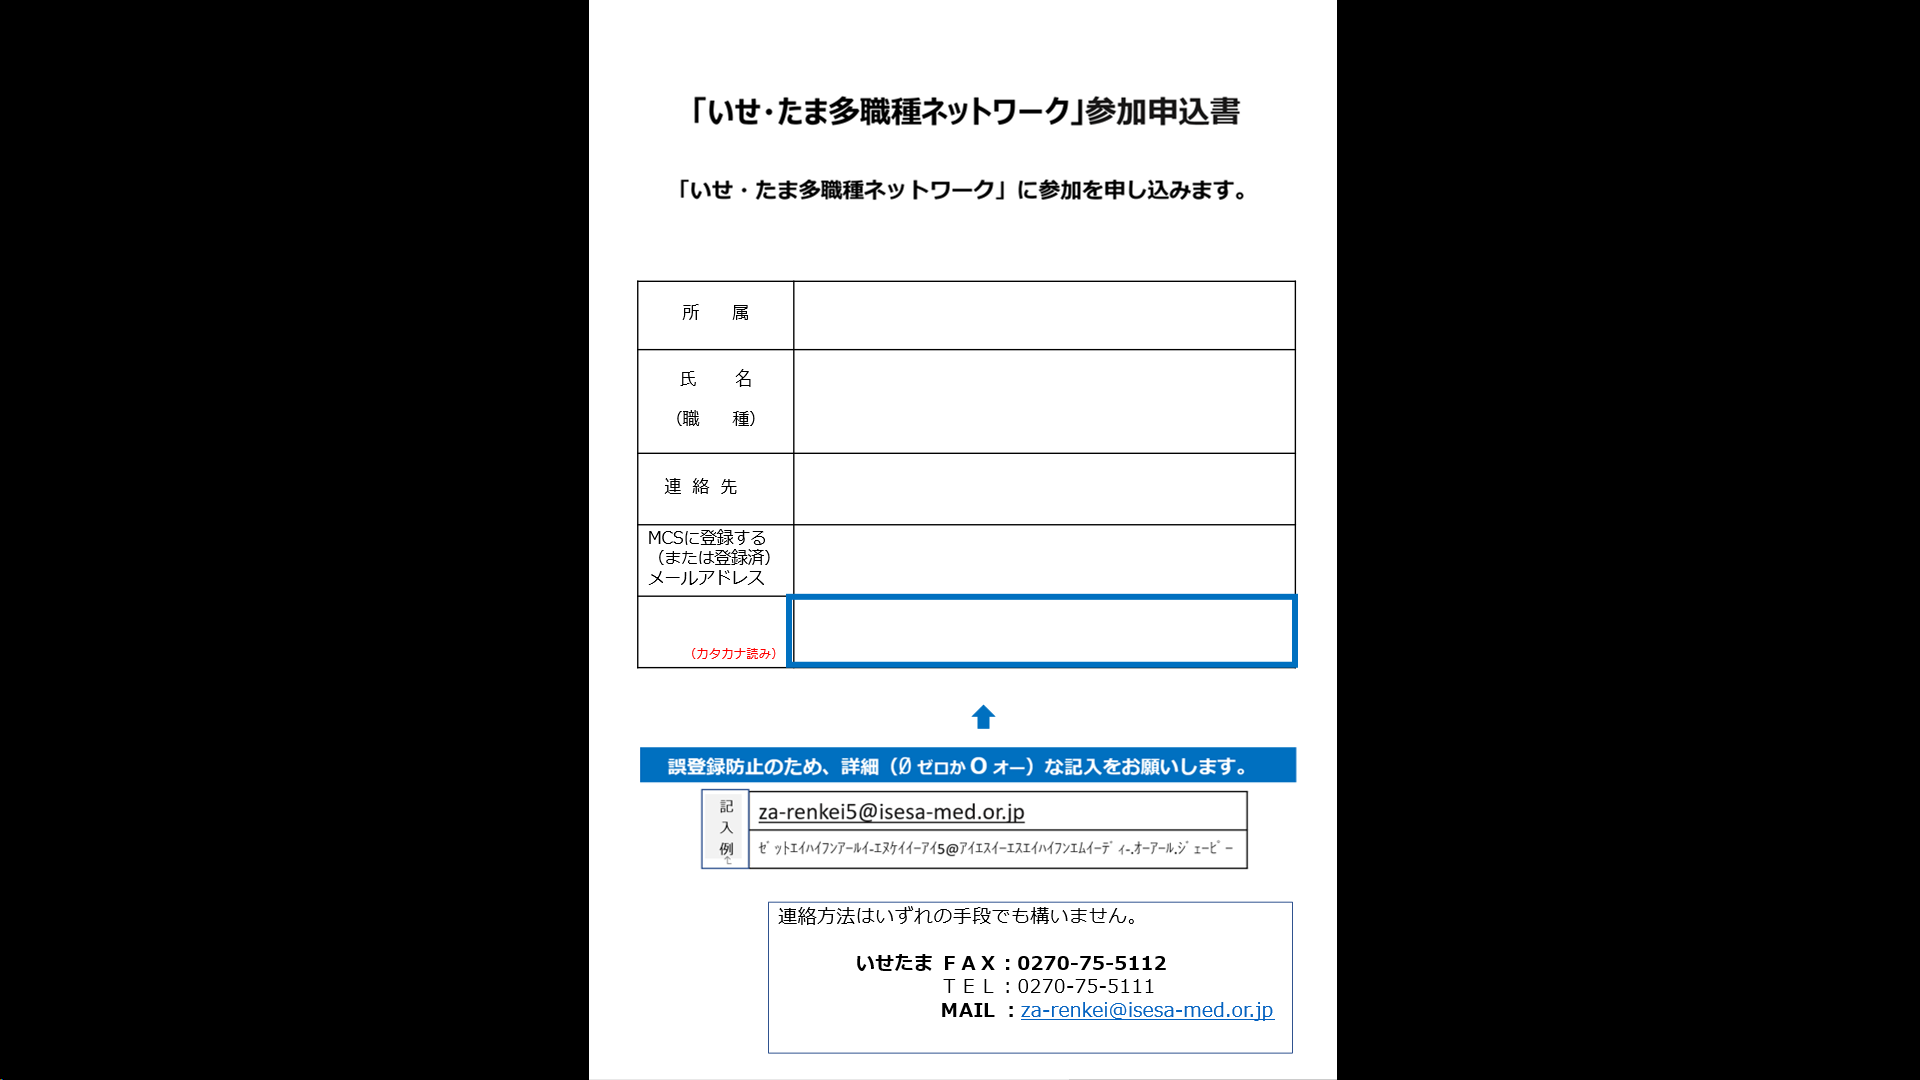 「いせ・たま多職種ネットワーク」参加申込書
「いせ・たま多職種ネットワーク」に参加を申し込みます。
所　属
氏　名
（職　種）
連 絡 先
MCSに登録する
（または登録済）
メールアドレス
（カタカナ読み）
誤登録防止のため、詳細（0 ゼロか O オー）な記入をお願いします。
記入例
za-renkei5@isesa-med.or.jp
ｾﾞｯﾄｴｲﾊｲﾌﾝｱｰﾙｲ-ｴﾇｹｲｲｰｱｲ5@ｱｲｴｽｲｰｴｽｴｲﾊｲﾌﾝｴﾑｲｰﾃﾞｨｰ.ｵｰｱｰﾙ.ｼﾞｪｰﾋﾟｰ
連絡方法はいずれの手段でも構いません。
いせたま ＦＡＸ：0270-75-5112
ＴＥＬ：0270-75-5111
MAIL ：za-renkei@isesa-med.or.jp